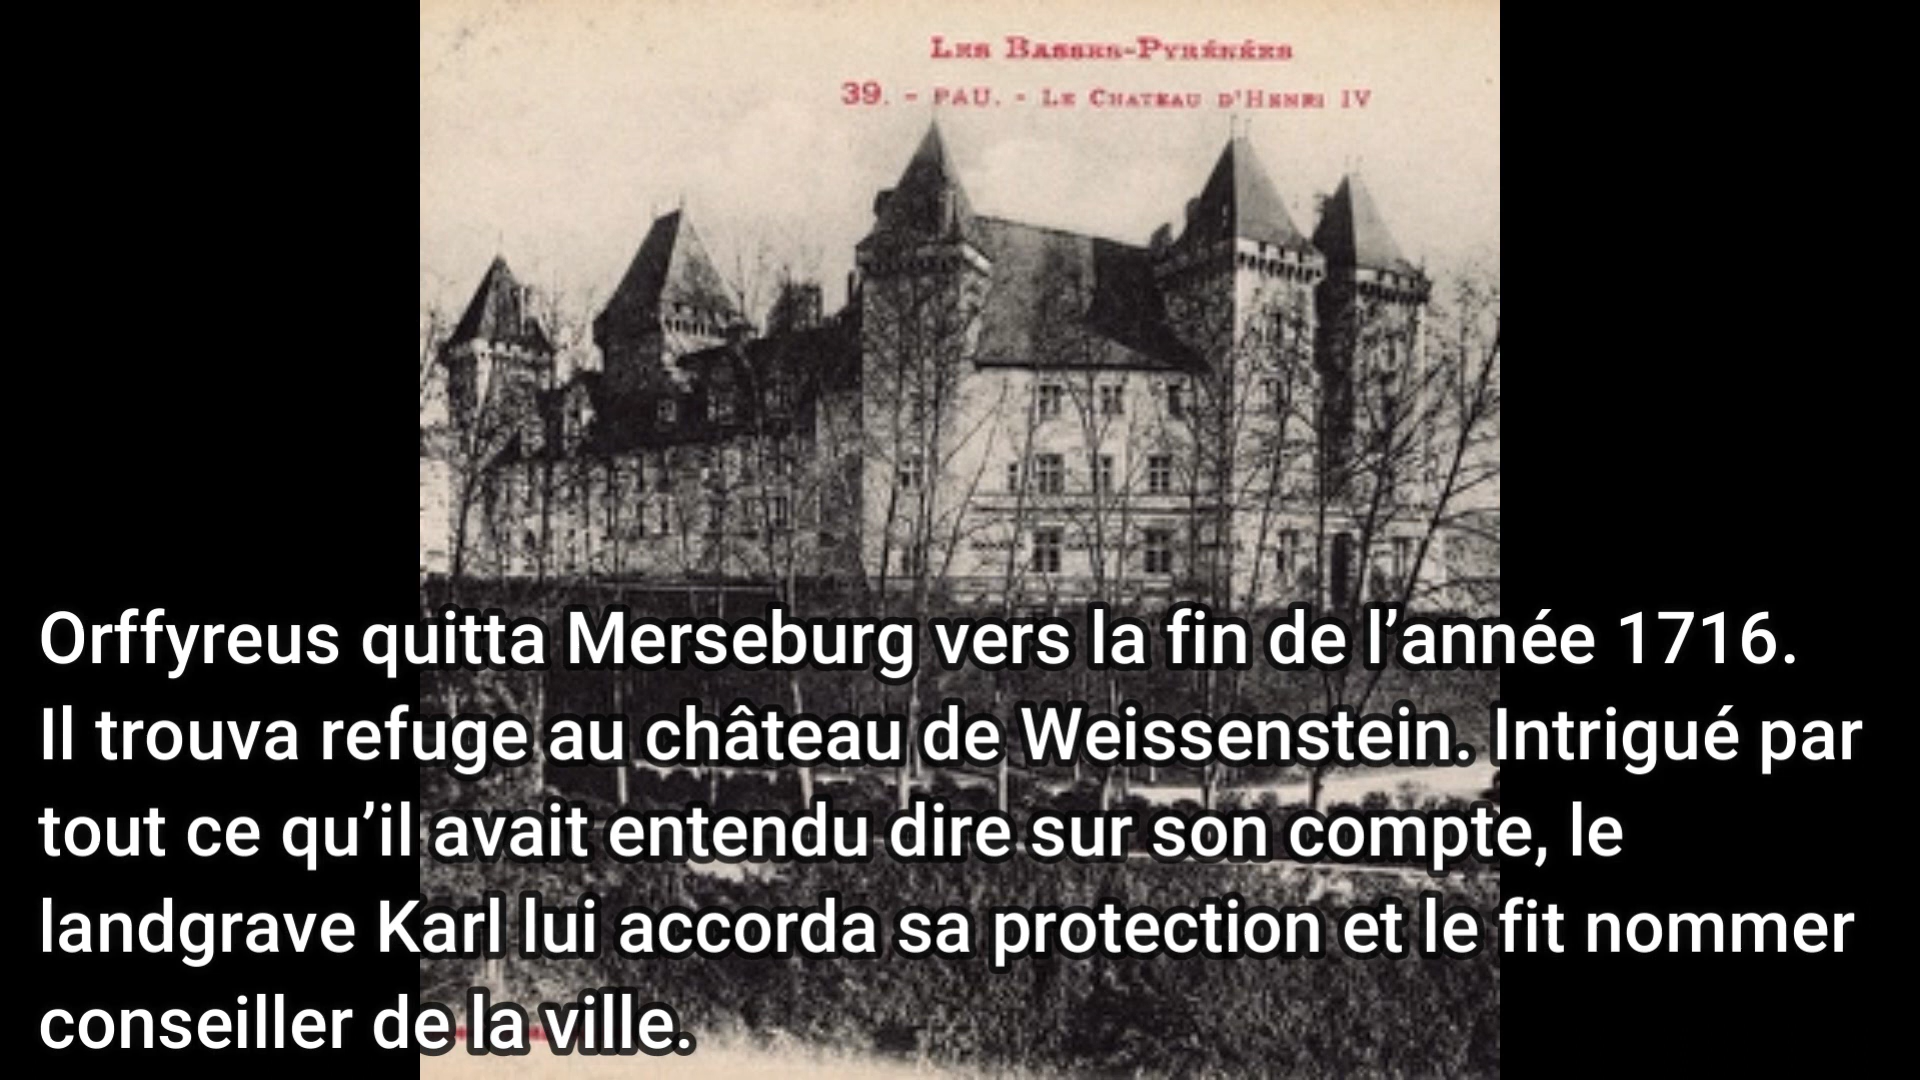 Les Basses-Pyrénées
39. - PAU. - Le Chateau d'Henri IV
Orffyreus quitta Merseburg vers la fin de l’année 1716.
Il trouva refuge au château de Weissenstein. Intrigué par
tout ce qu’il avait entendu dire sur son compte, le
landgrave Karl lui accorda sa protection et le fit nommer
conseiller de la ville.